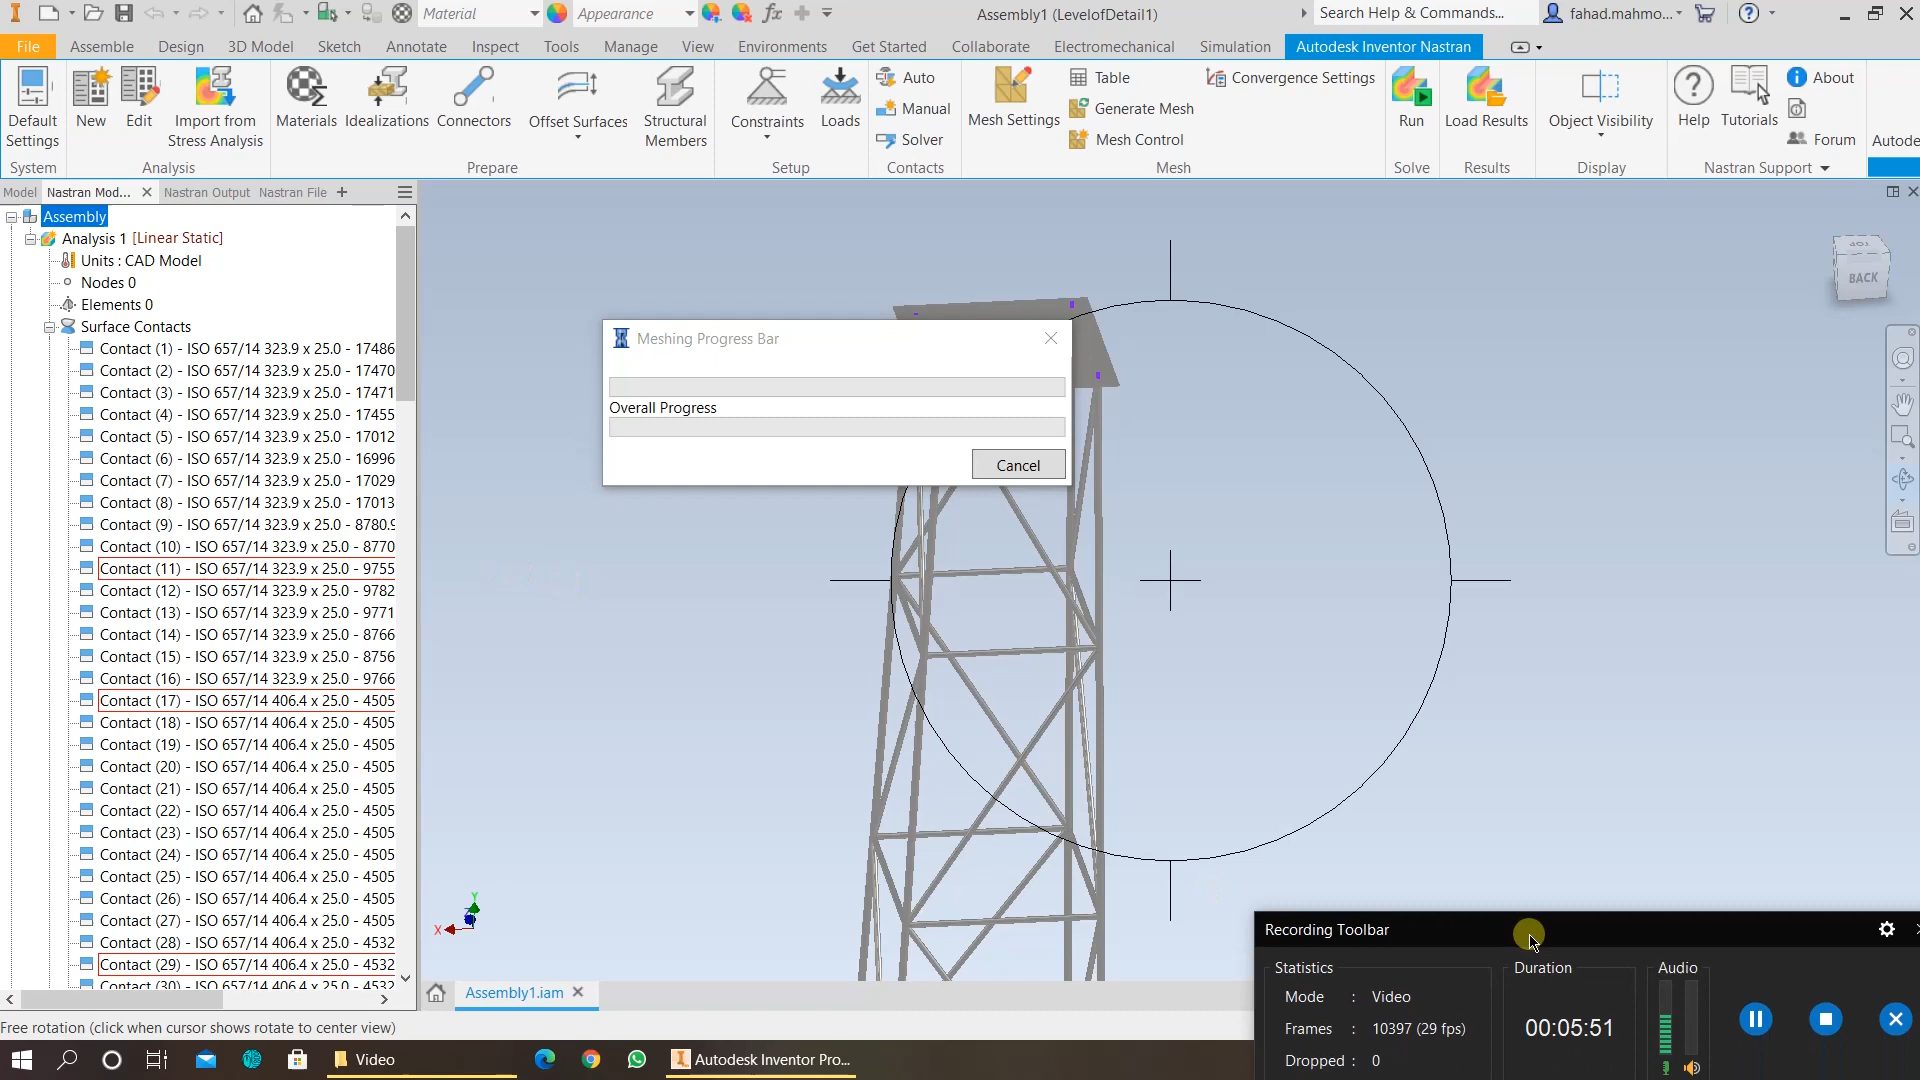 Material
Appearance
Assembly1 (LevelofDetail1)
Search Help & Commands...
fahad.mahmo...
File
Assemble
Design
3D Model
Sketch
Annotate
Inspect
Tools
Manage
View
Environments
Get Started
Collaborate
Electromechanical
Simulation
Autodesk Inventor Nastran
Default Settings
New
Edit
Import from Stress Analysis
Materials
Idealizations
Connectors
Offset Surfaces
Structural Members
Constraints
Loads
Auto
Manual
Solver
Mesh Settings
Table
Generate Mesh
Mesh Control
Convergence Settings
Run
Load Results
Object Visibility
Help
Tutorials
About
Forum
Autode
System
Analysis
Prepare
Setup
Contacts
Mesh
Solve
Results
Display
Nastran Support
Model
Nastran Mod...
Nastran Output
Nastran File
Assembly
Analysis 1 [Linear Static]
Units : CAD Model
Nodes 0
Elements 0
Surface Contacts
Contact (1) - ISO 657/14 323.9 x 25.0 - 17486
Contact (2) - ISO 657/14 323.9 x 25.0 - 17470
Contact (3) - ISO 657/14 323.9 x 25.0 - 17471
Contact (4) - ISO 657/14 323.9 x 25.0 - 17455
Contact (5) - ISO 657/14 323.9 x 25.0 - 17012
Contact (6) - ISO 657/14 323.9 x 25.0 - 16996
Contact (7) - ISO 657/14 323.9 x 25.0 - 17029
Contact (8) - ISO 657/14 323.9 x 25.0 - 17013
Contact (9) - ISO 657/14 323.9 x 25.0 - 8780.9
Contact (10) - ISO 657/14 323.9 x 25.0 - 8770
Contact (11) - ISO 657/14 323.9 x 25.0 - 9755
Contact (12) - ISO 657/14 323.9 x 25.0 - 9782
Contact (13) - ISO 657/14 323.9 x 25.0 - 9771
Contact (14) - ISO 657/14 323.9 x 25.0 - 8766
Contact (15) - ISO 657/14 323.9 x 25.0 - 8756
Contact (16) - ISO 657/14 323.9 x 25.0 - 9766
Contact (17) - ISO 657/14 406.4 x 25.0 - 4505
Contact (18) - ISO 657/14 406.4 x 25.0 - 4505
Contact (19) - ISO 657/14 406.4 x 25.0 - 4505
Contact (20) - ISO 657/14 406.4 x 25.0 - 4505
Contact (21) - ISO 657/14 406.4 x 25.0 - 4505
Contact (22) - ISO 657/14 406.4 x 25.0 - 4505
Contact (23) - ISO 657/14 406.4 x 25.0 - 4505
Contact (24) - ISO 657/14 406.4 x 25.0 - 4505
Contact (25) - ISO 657/14 406.4 x 25.0 - 4505
Contact (26) - ISO 657/14 406.4 x 25.0 - 4505
Contact (27) - ISO 657/14 406.4 x 25.0 - 4505
Contact (28) - ISO 657/14 406.4 x 25.0 - 4532
Contact (29) - ISO 657/14 406.4 x 25.0 - 4532
Contact (30) - ISO 657/14 406.4 x 25.0 - 4532
Meshing Progress Bar
Overall Progress
Cancel
TOP
BACK
Y
Z
X
Assembly1.iam
Free rotation (click when cursor shows rotate to center view)
Recording Toolbar
Statistics
Mode : Video
Frames : 10397 (29 fps)
Dropped : 0
Duration
00:05:51
Audio
Video
Autodesk Inventor Pro...